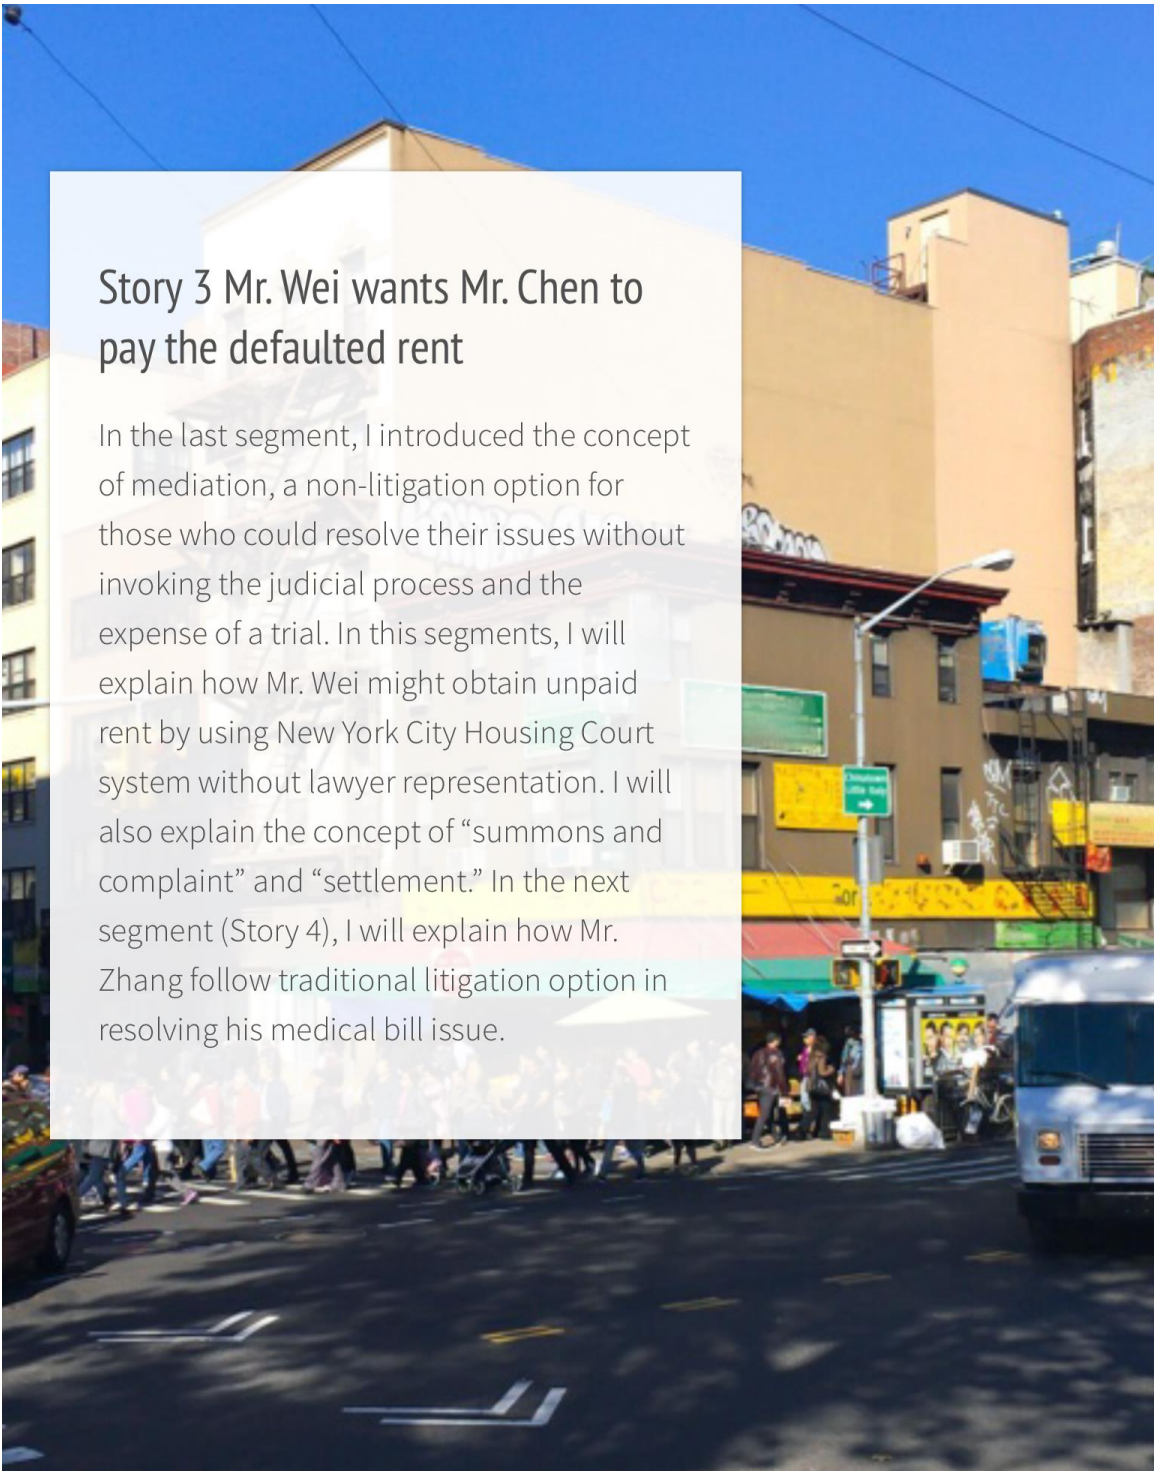 Story 3 Mr. Wei wants Mr. Chen to
pay the defaulted rent
In the last segment, I introduced the concept
of mediation, a non-litigation option for
those who could resolve their issues without
invoking the judicial process and the
expense of a trial. In this segments, I will
explain how Mr. Wei might obtain unpaid
rent by using New York City Housing Court
system without lawyer representation. I will
also explain the concept of “summons and
complaint” and “settlement.” In the next
segment (Story 4), I will explain how Mr.
Zhang follow traditional litigation option in
resolving his medical bill issue.
Chinatown
Little Italy